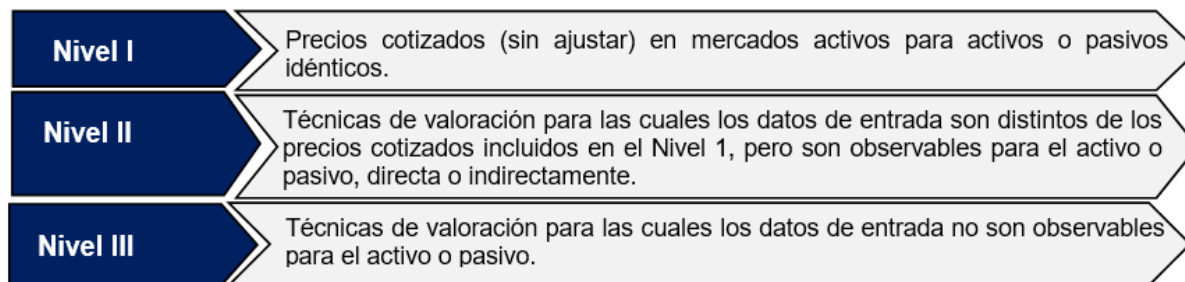 Nivel I
Precios cotizados (sin ajustar) en mercados activos para activos o pasivos
idénticos.
Nivel II
Técnicas de valoración para las cuales los datos de entrada son distintos de los
precios cotizados incluidos en el Nivel 1, pero son observables para el activo o
pasivo, directa o indirectamente.
Nivel III
Técnicas de valoración para las cuales los datos de entrada no son observables
para el activo o pasivo.